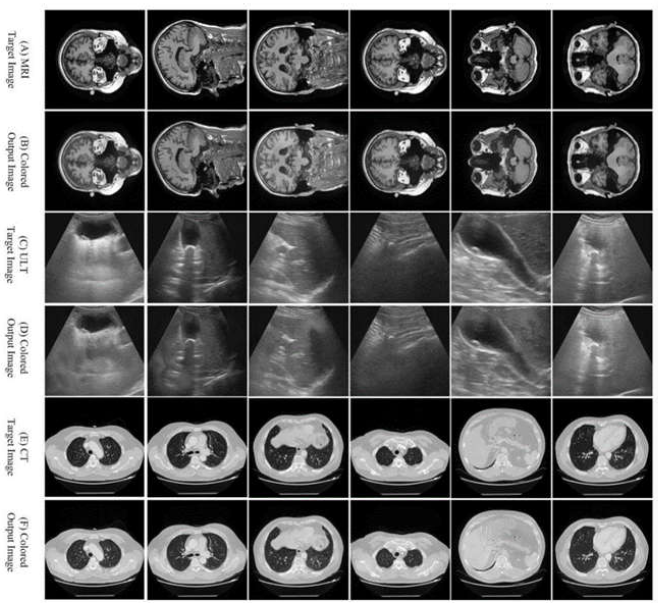 (A) MRI
Target Image
(B) Colored
Output Image
(C) ULT
Target Image
(D) Colored
Output Image
(E) CT
Target Image
(F) Colored
Output Image